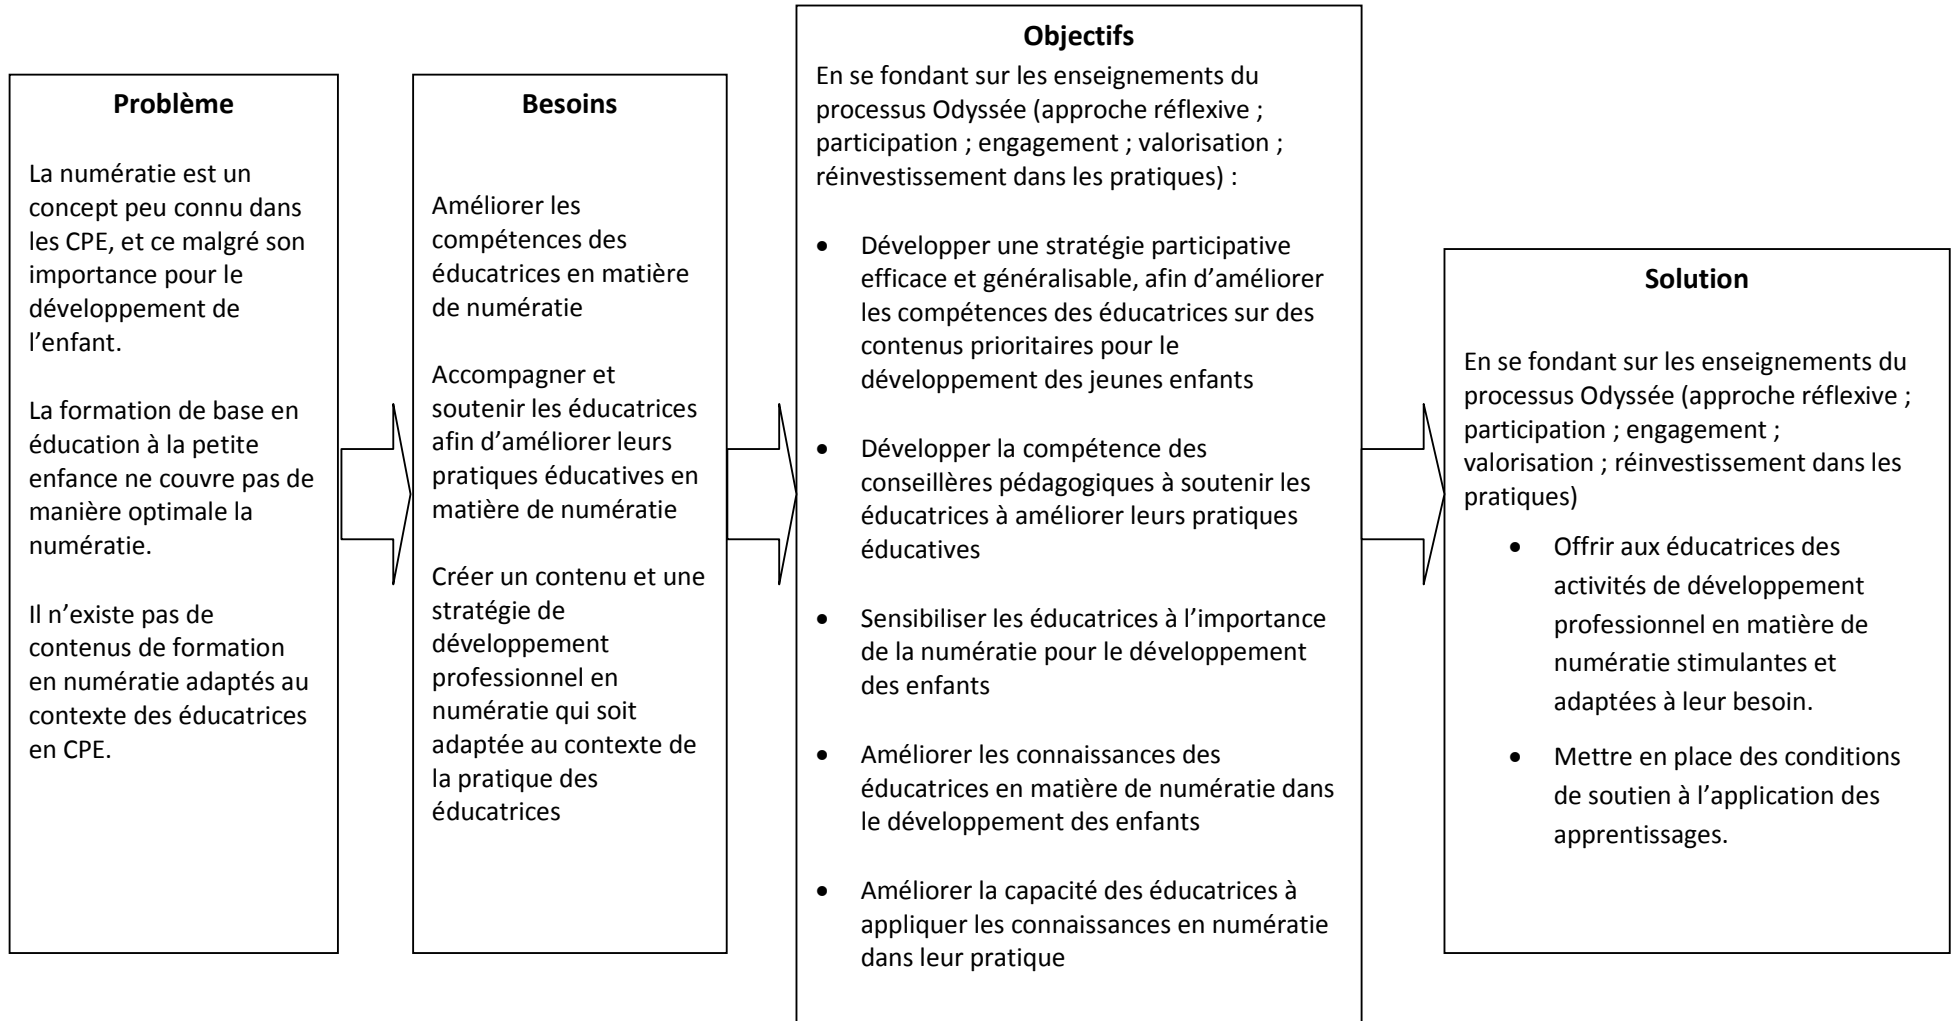 Problème
La numératie est un
concept peu connu dans
les CPE, et ce malgré son
importance pour le
développement de
l’enfant.
La formation de base en
éducation à la petite
enfance ne couvre pas de
manière optimale la
numératie.
Il n’existe pas de
contenus de formation
en numératie adaptés au
contexte des éducatrices
en CPE.
Besoins
Améliorer les
compétences des
éducatrices en matière
de numératie
Accompagner et
soutenir les éducatrices
afin d’améliorer leurs
pratiques éducatives en
matière de numératie
Créer un contenu et une
stratégie de
développement
professionnel en
numératie qui soit
adaptée au contexte de
la pratique des
éducatrices
Objectifs
En se fondant sur les enseignements du
processus Odyssée (approche réflexive ;
participation ; engagement ; valorisation ;
réinvestissement dans les pratiques) :
• Développer une stratégie participative
efficace et généralisable, afin d’améliorer
les compétences des éducatrices sur des
contenus prioritaires pour le
développement des jeunes enfants
• Développer la compétence des
conseillères pédagogiques à soutenir les
éducatrices à améliorer leurs pratiques
éducatives
• Sensibiliser les éducatrices à l’importance
de la numératie pour le développement
des enfants
• Améliorer les connaissances des
éducatrices en matière de numératie dans
le développement des enfants
• Améliorer la capacité des éducatrices à
appliquer les connaissances en numératie
dans leur pratique
Solution
En se fondant sur les enseignements du
processus Odyssée (approche réflexive ;
participation ; engagement ;
valorisation ; réinvestissement dans les
pratiques)
• Offrir aux éducatrices des
activités de développement
professionnel en matière de
numératie stimulantes et
adaptées à leur besoin.
• Mettre en place des conditions
de soutien à l’application des
apprentissages.